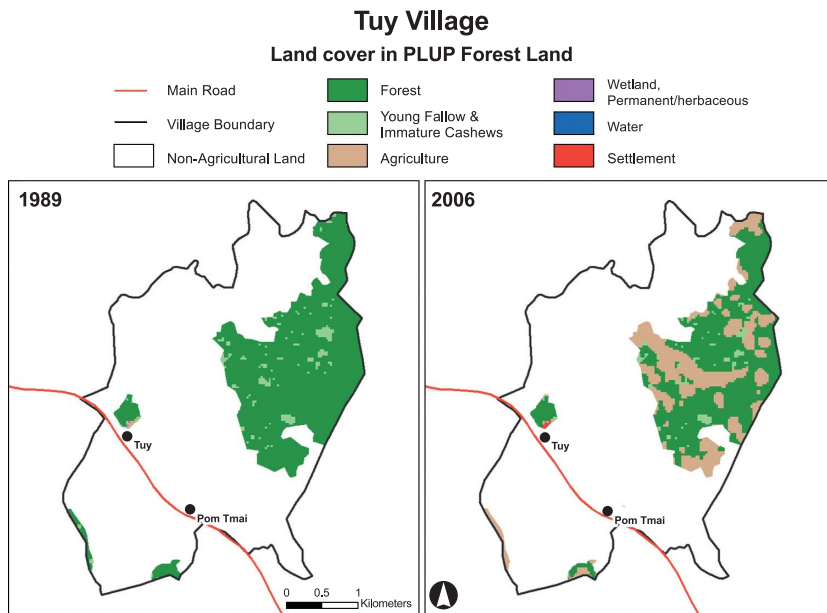 Tuy Village
Land cover in PLUP Forest Land
Main Road
Village Boundary
Non-Agricultural Land
Forest
Young Fallow &
Immature Cashews
Agriculture
Wetland,
Permanent/herbaceous
Water
Settlement
1989
Tuy
Pom Tmai
0 0.5 1
Kilometers
2006
Tuy
Pom Tmai